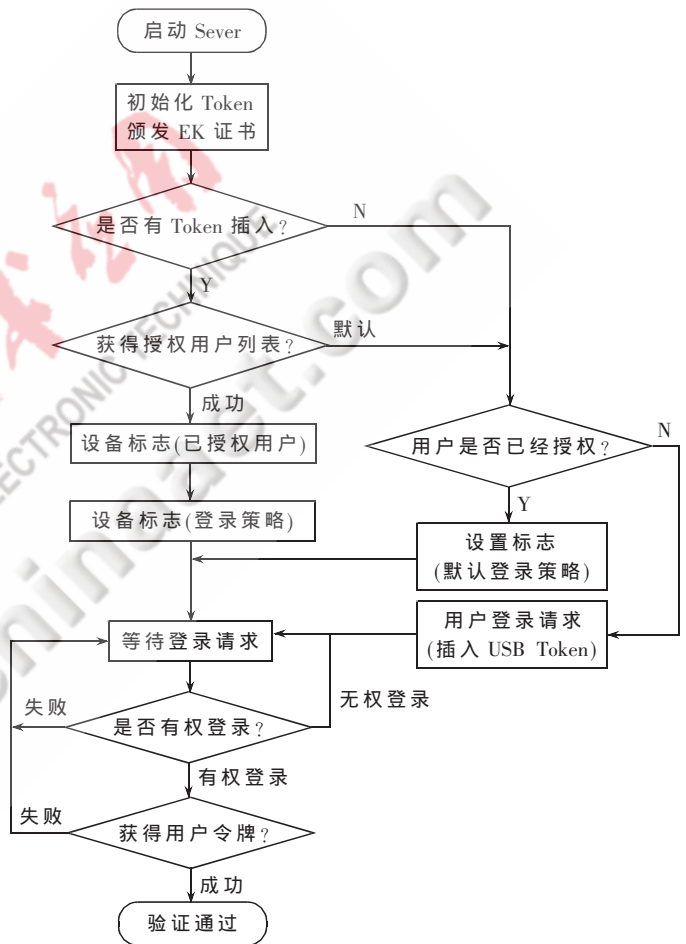 启动 Sever
初始化 Token
颁发 EK 证书
是否有 Token 插入?
N
Y
获得授权用户列表?
默认
成功
设备标志(已授权用户)
用户是否已经授权?
N
Y
设备标志(登录策略)
设置标志
(默认登录策略)
用户登录请求
(插入 USB Token)
等待登录请求
无权登录
失败
是否有权登录?
有权登录
失败
获得用户令牌?
成功
验证通过
ELECTRONIC TECHNIQUE
chinaaet.com